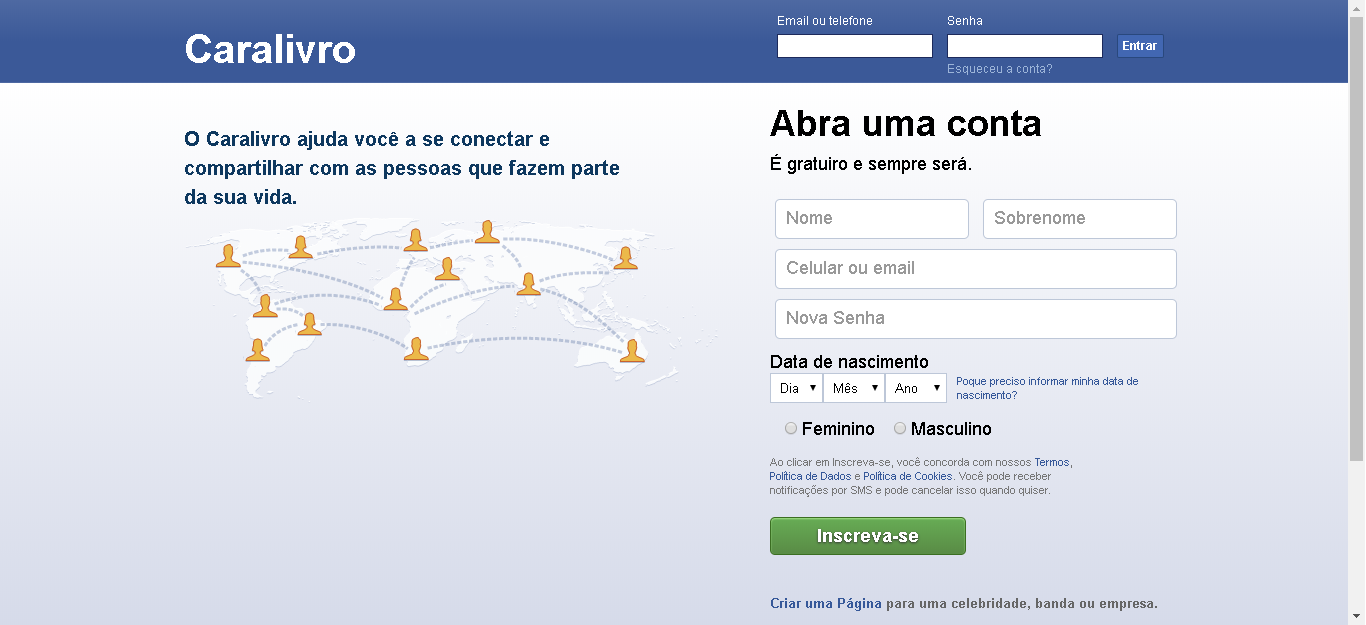 Email ou telefone
Senha
Caralivro
Entrar
Esqueceu a conta?
O Caralivro ajuda você a se conectar e
compartilhar com as pessoas que fazem parte
da sua vida.
Abra uma conta
É gratuiro e sempre será.
Nome
Sobrenome
Celular ou email
Nova Senha
Data de nascimento
Dia
Mês
Ano
Poque preciso informar minha data de
nascimento?
Feminino
Masculino
Ao clicar em Inscreva-se, você concorda com nossos Termos,
Política de Dados e Política de Cookies. Você pode receber
notificações por SMS e pode cancelar isso quando quiser.
Inscreva-se
Criar uma Página para uma celebridade, banda ou empresa.